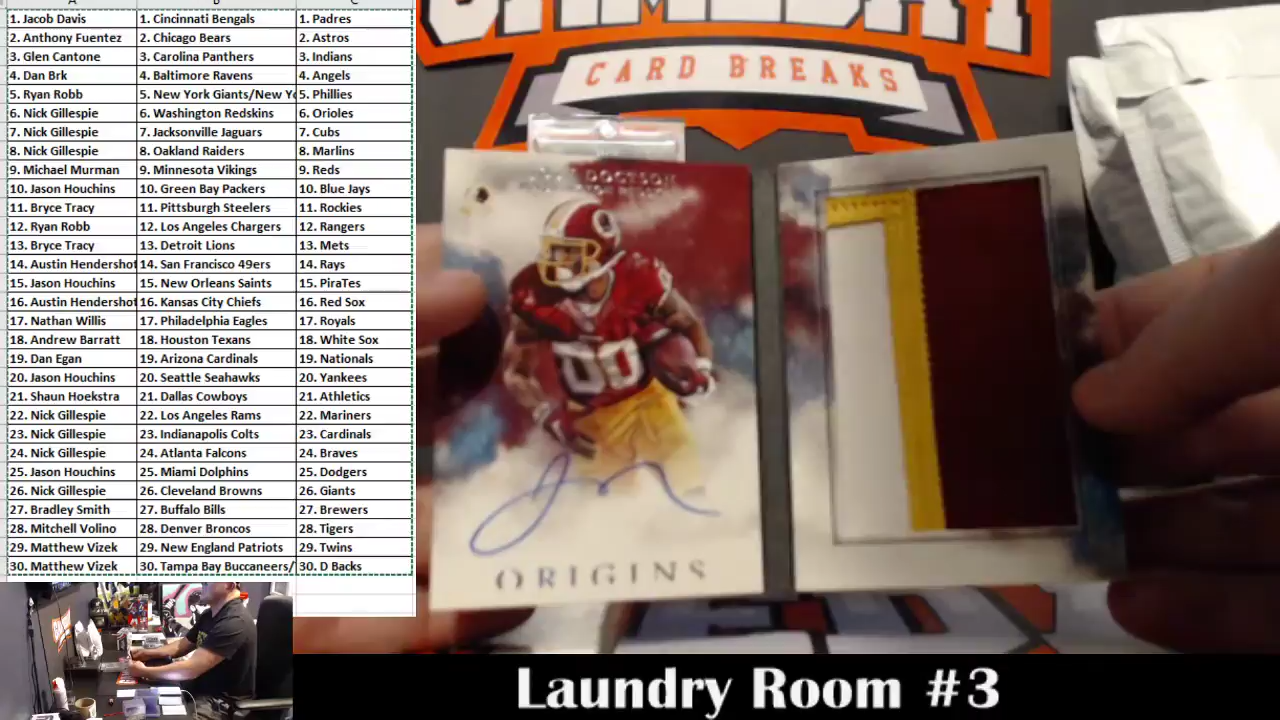 A B C
1. Jacob Davis 1. Cincinnati Bengals 1. Padres
2. Anthony Fuentez 2. Chicago Bears 2. Astros
3. Glen Cantone 3. Carolina Panthers 3. Indians
4. Dan Brk 4. Baltimore Ravens 4. Angels
5. Ryan Robb 5. New York Giants/New Yo 5. Phillies
6. Nick Gillespie 6. Washington Redskins 6. Orioles
7. Nick Gillespie 7. Jacksonville Jaguars 7. Cubs
8. Nick Gillespie 8. Oakland Raiders 8. Marlins
9. Michael Murman 9. Minnesota Vikings 9. Reds
10. Jason Houchins 10. Green Bay Packers 10. Blue Jays
11. Bryce Tracy 11. Pittsburgh Steelers 11. Rockies
12. Ryan Robb 12. Los Angeles Chargers 12. Rangers
13. Bryce Tracy 13. Detroit Lions 13. Mets
14. Austin Hendershot 14. San Francisco 49ers 14. Rays
15. Jason Houchins 15. New Orleans Saints 15. PiraTes
16. Austin Hendershot 16. Kansas City Chiefs 16. Red Sox
17. Nathan Willis 17. Philadelphia Eagles 17. Royals
18. Andrew Barratt 18. Houston Texans 18. White Sox
19. Dan Egan 19. Arizona Cardinals 19. Nationals
20. Jason Houchins 20. Seattle Seahawks 20. Yankees
21. Shaun Hoekstra 21. Dallas Cowboys 21. Athletics
22. Nick Gillespie 22. Los Angeles Rams 22. Mariners
23. Nick Gillespie 23. Indianapolis Colts 23. Cardinals
24. Nick Gillespie 24. Atlanta Falcons 24. Braves
25. Jason Houchins 25. Miami Dolphins 25. Dodgers
26. Nick Gillespie 26. Cleveland Browns 26. Giants
27. Bradley Smith 27. Buffalo Bills 27. Brewers
28. Mitchell Volino 28. Denver Broncos 28. Tigers
29. Matthew Vizek 29. New England Patriots 29. Twins
30. Matthew Vizek 30. Tampa Bay Buccaneers/ 30. D Backs
GAMEDAY
CARD BREAKS
DOCTSON
80
ORIGINS
Laundry Room #3